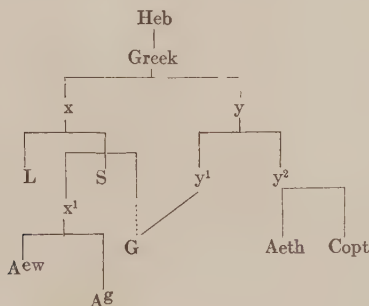 Heb
Greek
x y
L S y¹ y²
x¹
G Aeth Copt
Aᵉʷ
Aᵍ